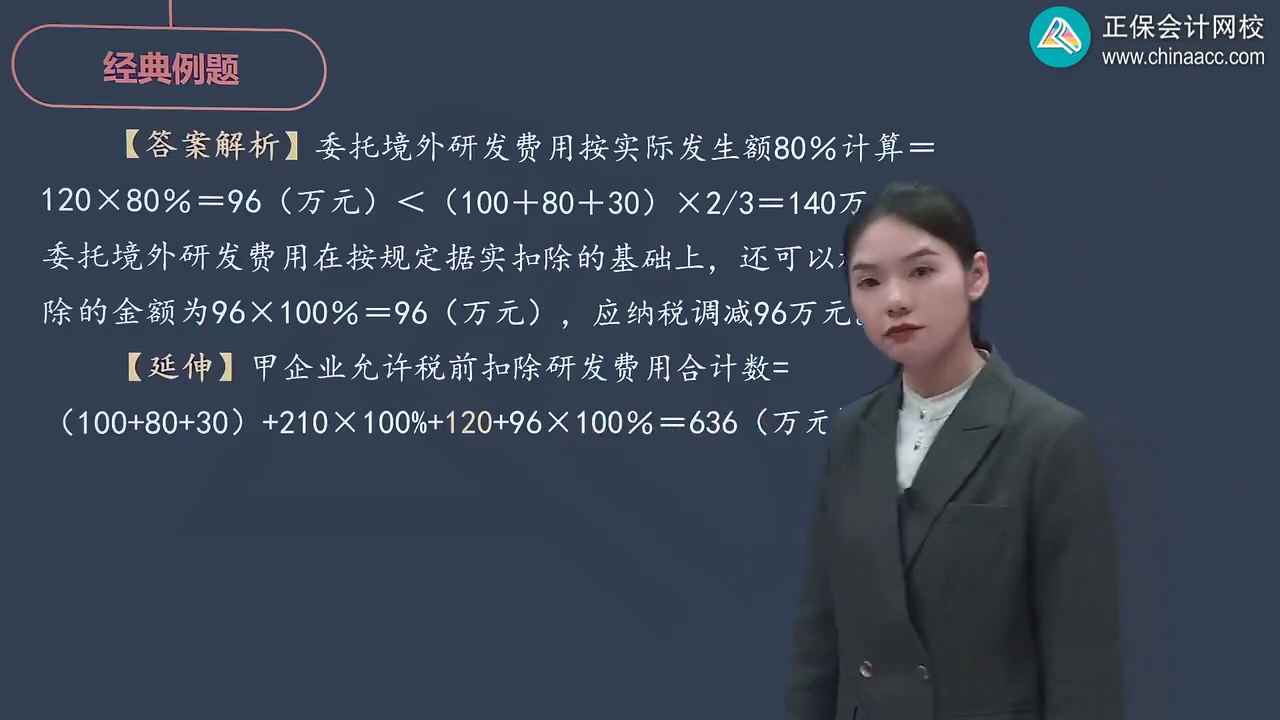 正保会计网校
www.chinaacc.com
经典例题
【答案解析】委托境外研发费用按实际发生额80%计算=
120×80%=96（万元）<（100+80+30）×2/3=140万
委托境外研发费用在按规定据实扣除的基础上，还可以
除的金额为96×100%=96（万元），应纳税调减96万元。
【延伸】甲企业允许税前扣除研发费用合计数=
（100+80+30）+210×100%+120+96×100%=636（万元